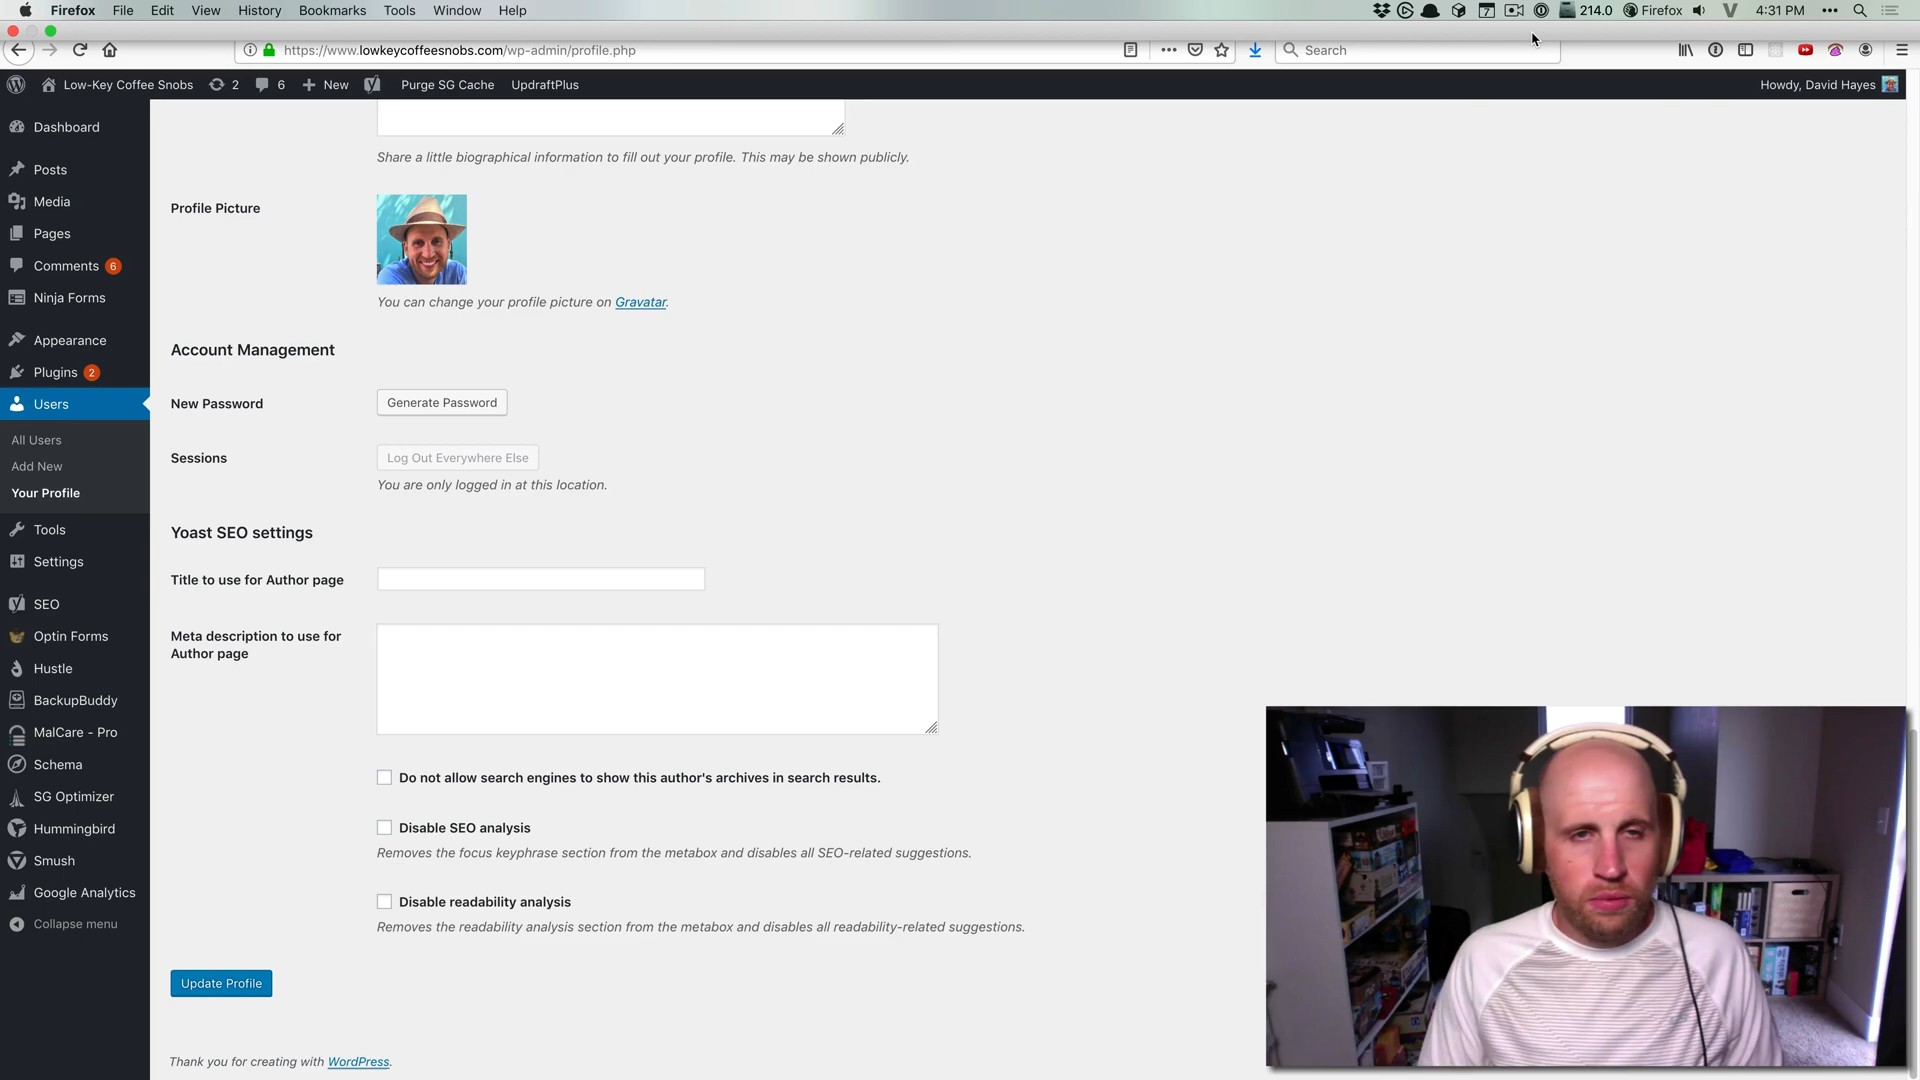 Firefox File Edit View History Bookmarks Tools Window Help 7 214.0 Firefox 4:31 PM
https://www.lowkeycoffeesnobs.com/wp-admin/profile.php Search
Low-Key Coffee Snobs 2 6 New Purge SG Cache UpdraftPlus Howdy, David Hayes
Dashboard
Posts
Media
Pages
Comments 6
Ninja Forms
Appearance
Plugins 2
Users
All Users
Add New
Your Profile
Tools
Settings
SEO
Optin Forms
Hustle
BackupBuddy
MalCare - Pro
Schema
SG Optimizer
Hummingbird
Smush
Google Analytics
Collapse menu
Share a little biographical information to fill out your profile. This may be shown publicly.
Profile Picture
You can change your profile picture on Gravatar.
Account Management
New Password Generate Password
Sessions Log Out Everywhere Else
You are only logged in at this location.
Yoast SEO settings
Title to use for Author page
Meta description to use for
Author page
Do not allow search engines to show this author's archives in search results.
Disable SEO analysis
Removes the focus keyphrase section from the metabox and disables all SEO-related suggestions.
Disable readability analysis
Removes the readability analysis section from the metabox and disables all readability-related suggestions.
Update Profile
Thank you for creating with WordPress.